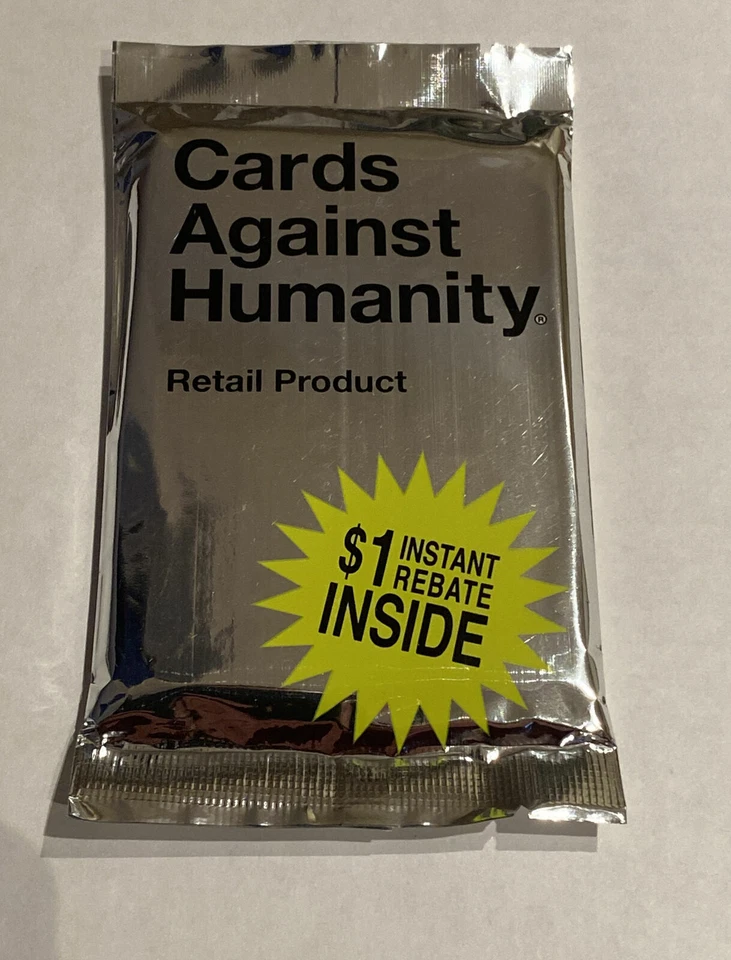 Cards
Against
Humanity®
Retail Product
$1 INSTANT
REBATE
INSIDE